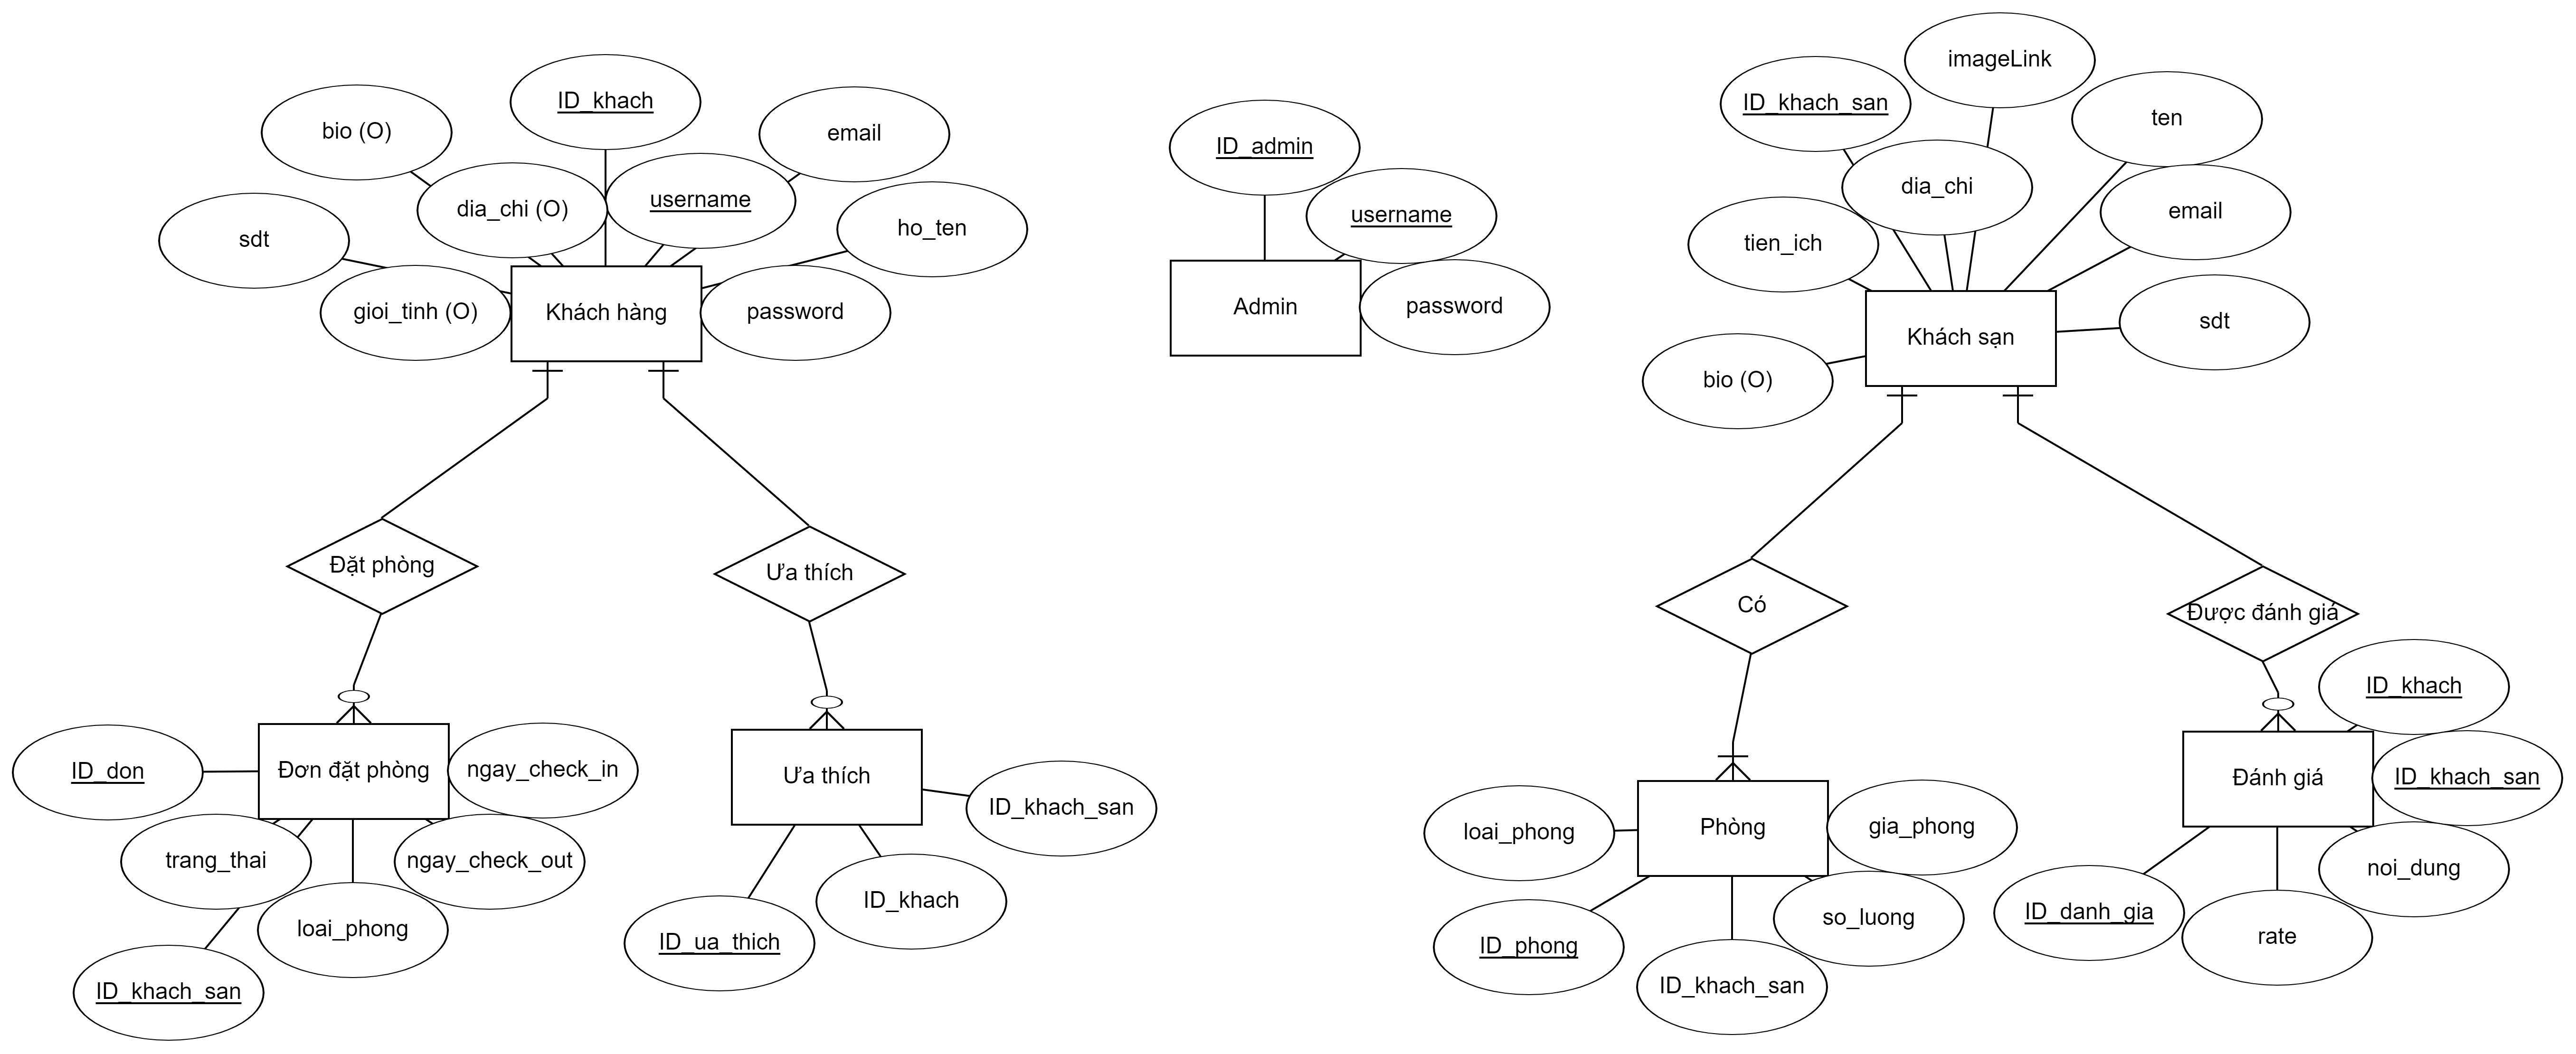 ID_khach
bio (O)
email
dia_chi (O)
username
sdt
ho_ten
gioi_tinh (O)
Khách hàng
password
Đặt phòng
Ưa thích
ID_don
Đơn đặt phòng
ngay_check_in
trang_thai
ngay_check_out
loai_phong
ID_khach_san
Ưa thích
ID_khach_san
ID_khach
ID_ua_thich
ID_admin
username
Admin
password
imageLink
ID_khach_san
ten
dia_chi
email
tien_ich
sdt
Khách sạn
bio (O)
Có
Được đánh giá
loai_phong
Phòng
gia_phong
so_luong
ID_phong
ID_khach_san
ID_khach
Đánh giá
ID_khach_san
noi_dung
ID_danh_gia
rate